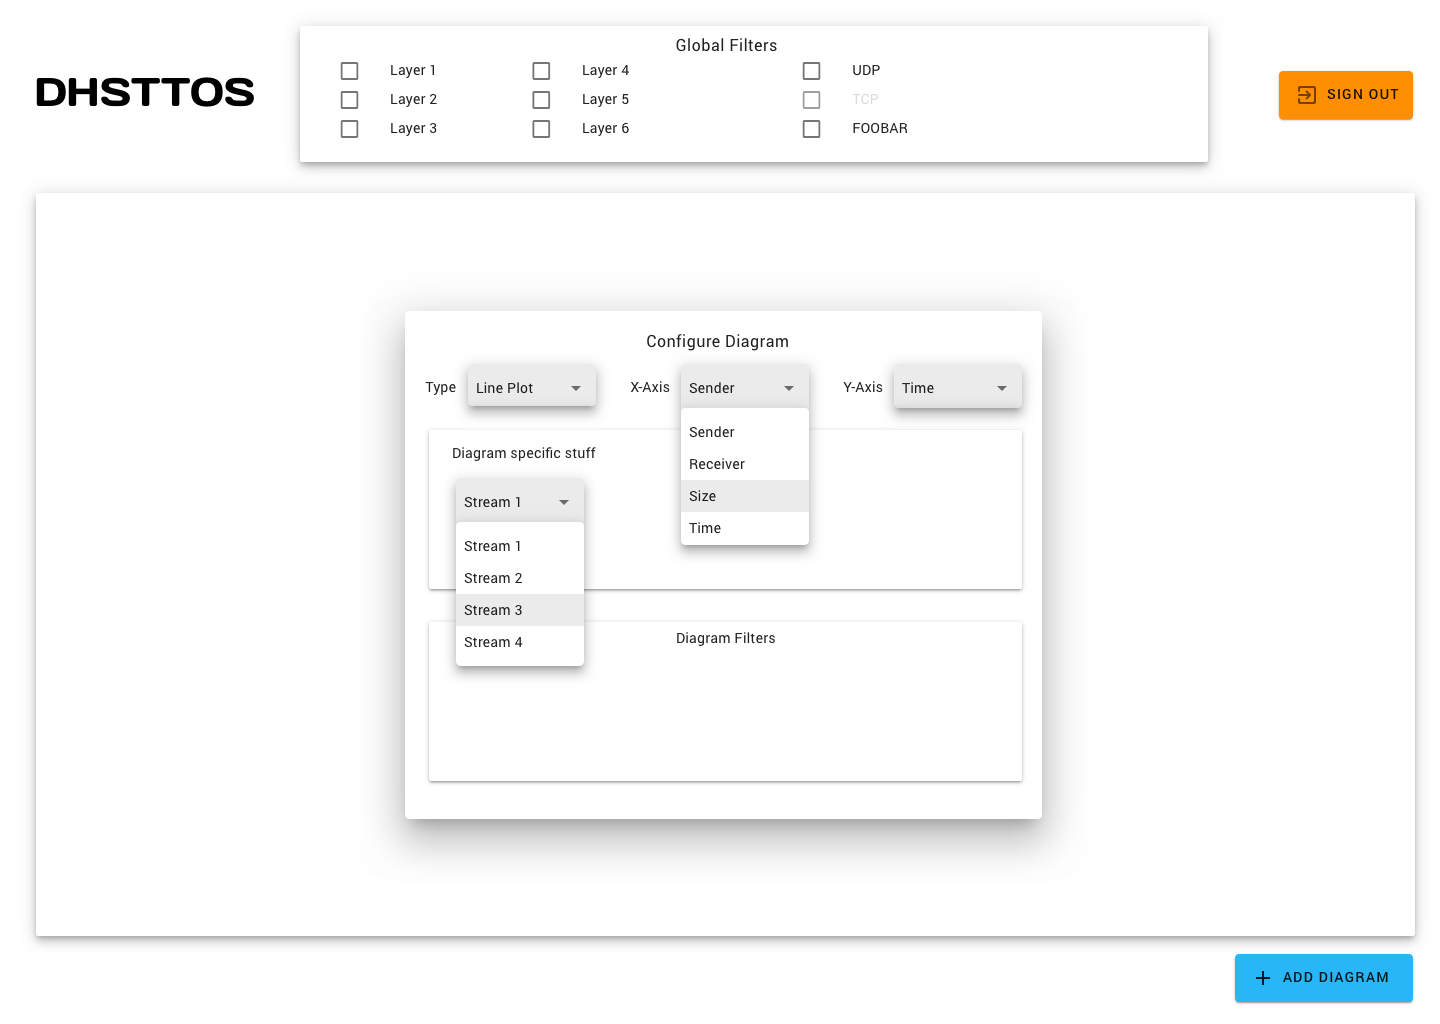 DHSTTOS
Global Filters
Layer 1 Layer 4 UDP
Layer 2 Layer 5 TCP
Layer 3 Layer 6 FOOBAR
SIGN OUT
Configure Diagram
Type Line Plot X-Axis Sender Y-Axis Time
Sender
Receiver
Size
Time
Diagram specific stuff
Stream 1
Stream 1
Stream 2
Stream 3
Stream 4
Diagram Filters
ADD DIAGRAM